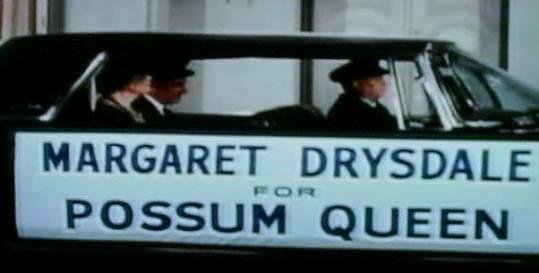 MARGARET DRYSDALE
FOR
POSSUM QUEEN